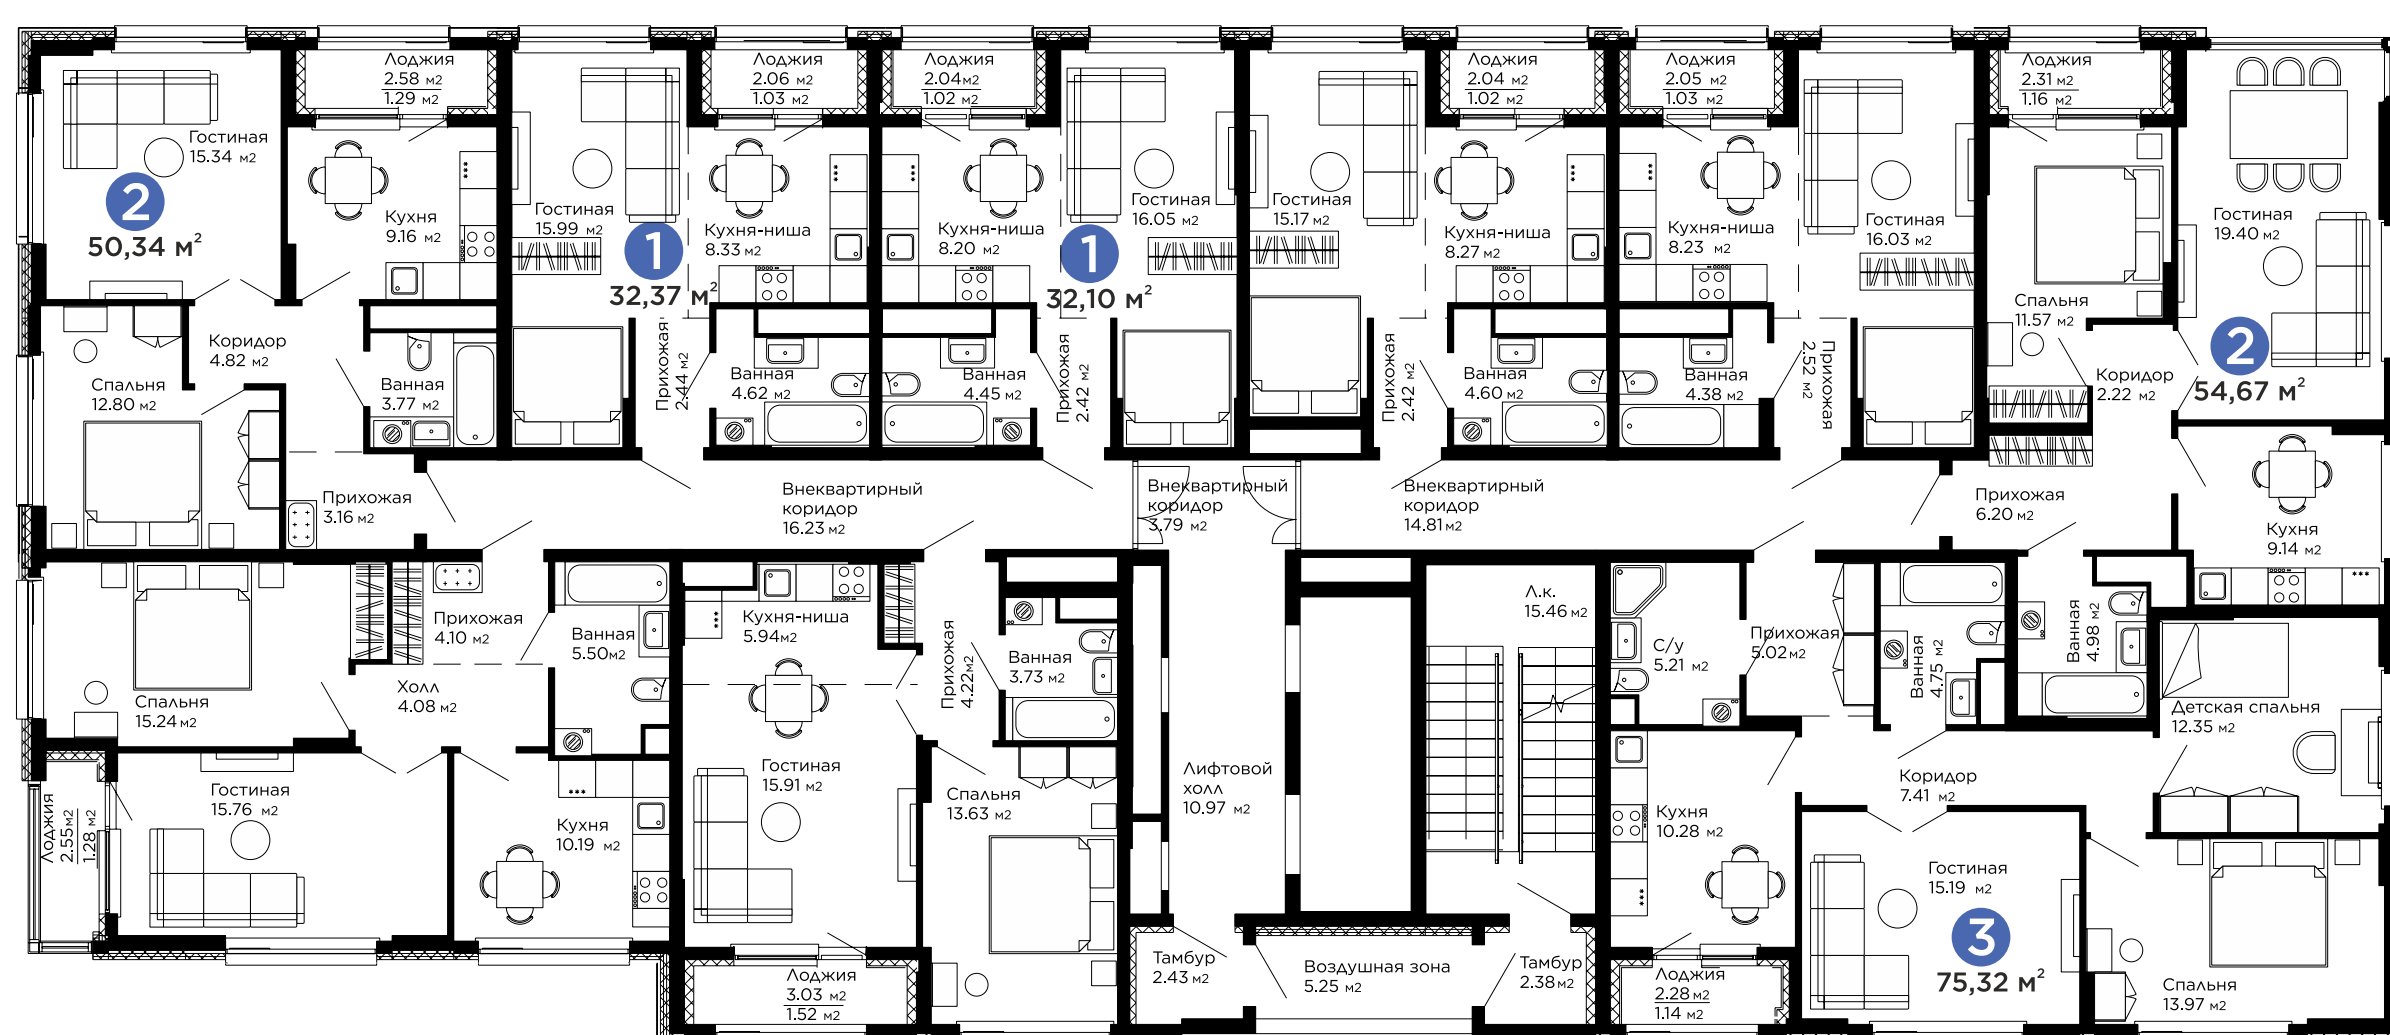 Лоджия
2.58 м2
1.29 м2
Гостиная
15.34 м2
2
50,34 м²
Кухня
9.16 м2
Коридор
4.82 м2
Спальня
12.80 м2
Ванная
3.77 м2
Прихожая
3.16 м2
Лоджия
2.06 м2
1.03 м2
Гостиная
15.99 м2
1
32,37 м²
Кухня-ниша
8.33 м2
Прихожая
2.44 м2
Ванная
4.62 м2
Лоджия
2.04 м2
1.02 м2
Кухня-ниша
8.20 м2
Гостиная
16.05 м2
1
32,10 м²
Ванная
4.45 м2
Прихожая
2.42 м2
Лоджия
2.04 м2
1.02 м2
Гостиная
15.17 м2
Кухня-ниша
8.27 м2
Прихожая
2.42 м2
Ванная
4.60 м2
Лоджия
2.05 м2
1.03 м2
Кухня-ниша
8.23 м2
Гостиная
16.03 м2
Ванная
4.38 м2
Прихожая
2.52 м2
Лоджия
2.31 м2
1.16 м2
Гостиная
19.40 м2
Спальня
11.57 м2
2
54,67 м²
Коридор
2.22 м2
Прихожая
6.20 м2
Кухня
9.14 м2
Ванная
4.98 м2
Внеквартирный
коридор
16.23 м2
Внеквартирный
коридор
3.79 м2
Внеквартирный
коридор
14.81 м2
Прихожая
4.10 м2
Ванная
5.50 м2
Холл
4.08 м2
Спальня
15.24 м2
Гостиная
15.76 м2
Лоджия
2.55 м2
1.28 м2
Кухня
10.19 м2
Кухня-ниша
5.94 м2
Прихожая
4.22 м2
Ванная
3.73 м2
Гостиная
15.91 м2
Спальня
13.63 м2
Лоджия
3.03 м2
1.52 м2
Лифтовой
холл
10.97 м2
Л.к.
15.46 м2
Тамбур
2.43 м2
Воздушная зона
5.25 м2
Тамбур
2.38 м2
С/у
5.21 м2
Прихожая
5.02 м2
Ванная
4.75 м2
Детская спальня
12.35 м2
Коридор
7.41 м2
Кухня
10.28 м2
Гостиная
15.19 м2
3
75,32 м²
Лоджия
2.28 м2
1.14 м2
Спальня
13.97 м2